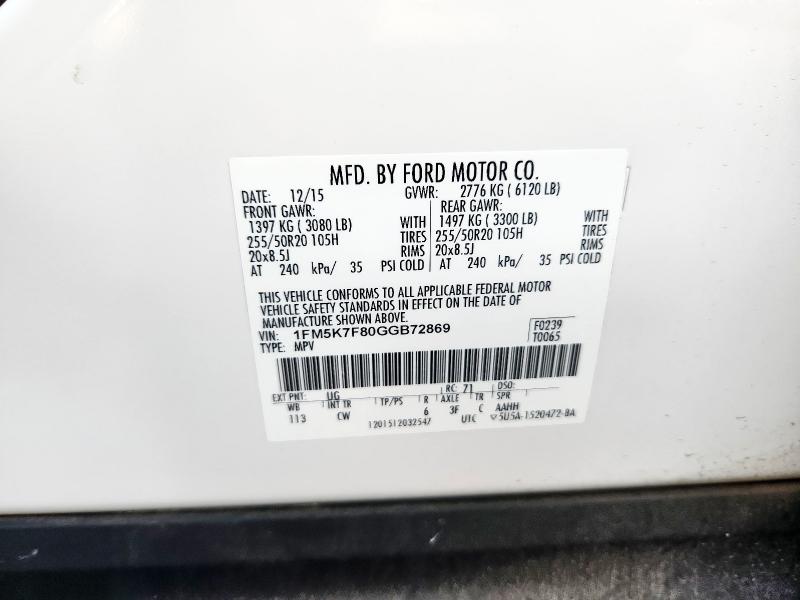 MFD. BY FORD MOTOR CO.
DATE: 12/15 GVWR: 2776 KG ( 6120 LB)
FRONT GAWR: REAR GAWR:
1397 KG ( 3080 LB) WITH 1497 KG ( 3300 LB) WITH
255/50R20 105H TIRES 255/50R20 105H TIRES
20x8.5J RIMS 20x8.5J RIMS
AT 240 kPa/ 35 PSI COLD AT 240 kPa/ 35 PSI COLD
THIS VEHICLE CONFORMS TO ALL APPLICABLE FEDERAL MOTOR
VEHICLE SAFETY STANDARDS IN EFFECT ON THE DATE OF
MANUFACTURE SHOWN ABOVE.
VIN: 1FM5K7F80GGB72869 F0239
TYPE: MPV T0065
EXT PNT: UG RC: 71 DSO:
WB INT TR TP/PS R AXLE TR SPR
113 CW 6 3F C AAHH
1201512032547 UTC 5U5A-1520472-BA